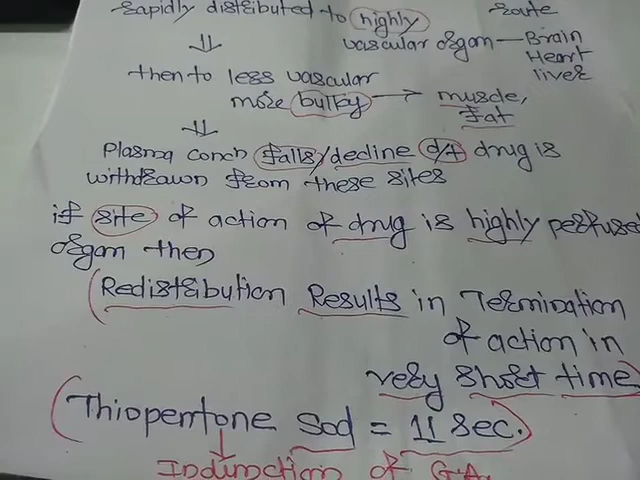 rapidly distributed to highly route
vascular organ — Brain
Heart
liver
⇓
then to less vascular
more bulky → muscle,
fat
⇓
Plasma concn falls/decline d/t drug is
withdrawn from these sites
if site of action of drug is highly perfused
organ then
(Redistribution Results in Termination
of action in
very short time)
(Thiopentone Sod = 11 sec.)
↓
Induction of G.A.